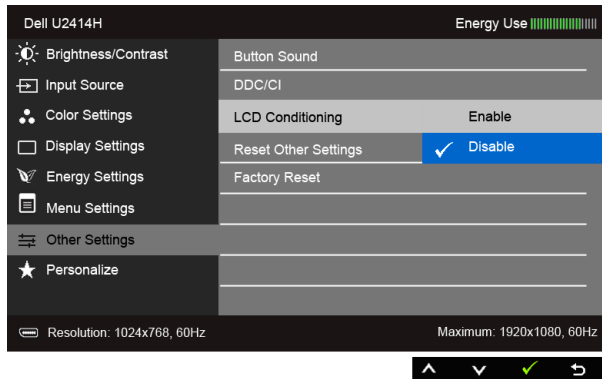 Dell U2414H Energy Use
Brightness/Contrast Button Sound
Input Source DDC/CI
Color Settings LCD Conditioning Enable
Display Settings Reset Other Settings Disable
Energy Settings Factory Reset
Menu Settings
Other Settings
Personalize
Resolution: 1024x768, 60Hz Maximum: 1920x1080, 60Hz